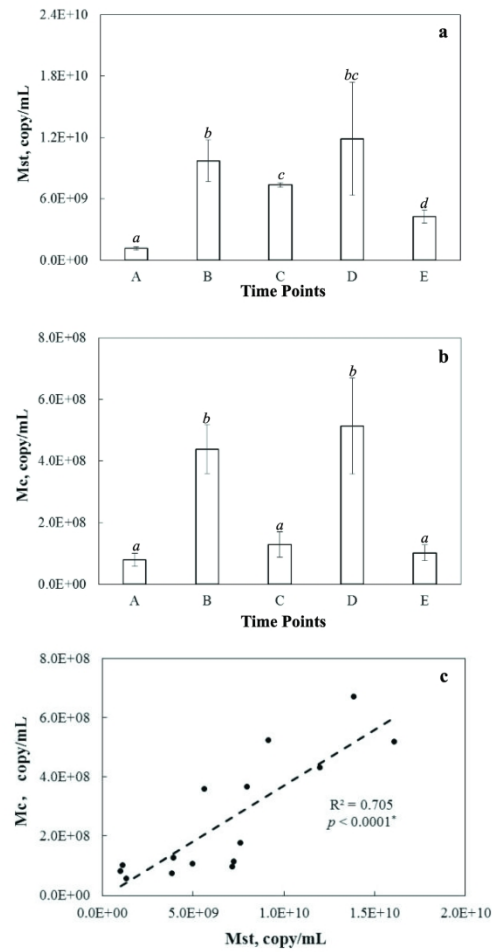 a
2.4E+10
1.8E+10
1.2E+10
6.0E+09
0.0E+00
Mst, copy/mL
a
b
c
bc
d
A B C D E
Time Points
b
8.0E+08
6.0E+08
4.0E+08
2.0E+08
0.0E+00
Mc, copy/mL
a
b
a
b
a
A B C D E
Time Points
c
8.0E+08
6.0E+08
4.0E+08
2.0E+08
0.0E+00
Mc, copy/mL
R² = 0.705
p < 0.0001*
0.0E+00 5.0E+09 1.0E+10 1.5E+10 2.0E+10
Mst, copy/mL